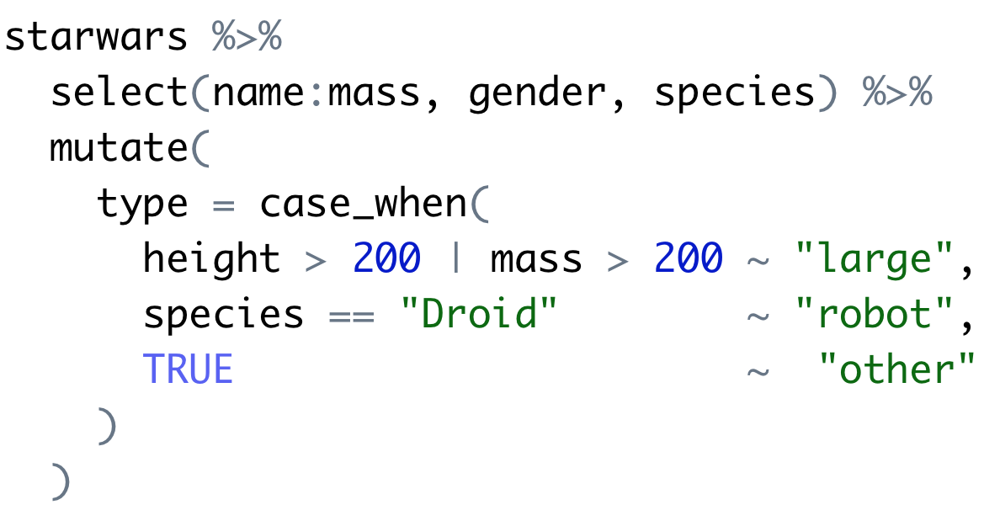 starwars %>%
  select(name:mass, gender, species) %>%
  mutate(
    type = case_when(
      height > 200 | mass > 200 ~ "large",
      species == "Droid"        ~ "robot",
      TRUE                      ~  "other"
    )
  )